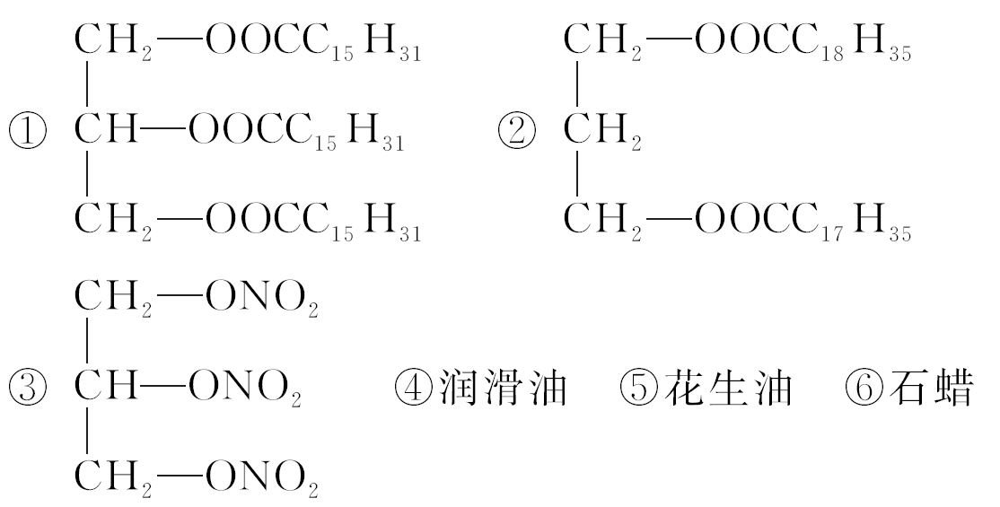 CH₂—OOCC₁₅H₃₁ CH₂—OOCC₁₈H₃₅
① CH—OOCC₁₅H₃₁ ② CH₂
CH₂—OOCC₁₅H₃₁ CH₂—OOCC₁₇H₃₅
CH₂—ONO₂
③ CH—ONO₂ ④润滑油 ⑤花生油 ⑥石蜡
CH₂—ONO₂